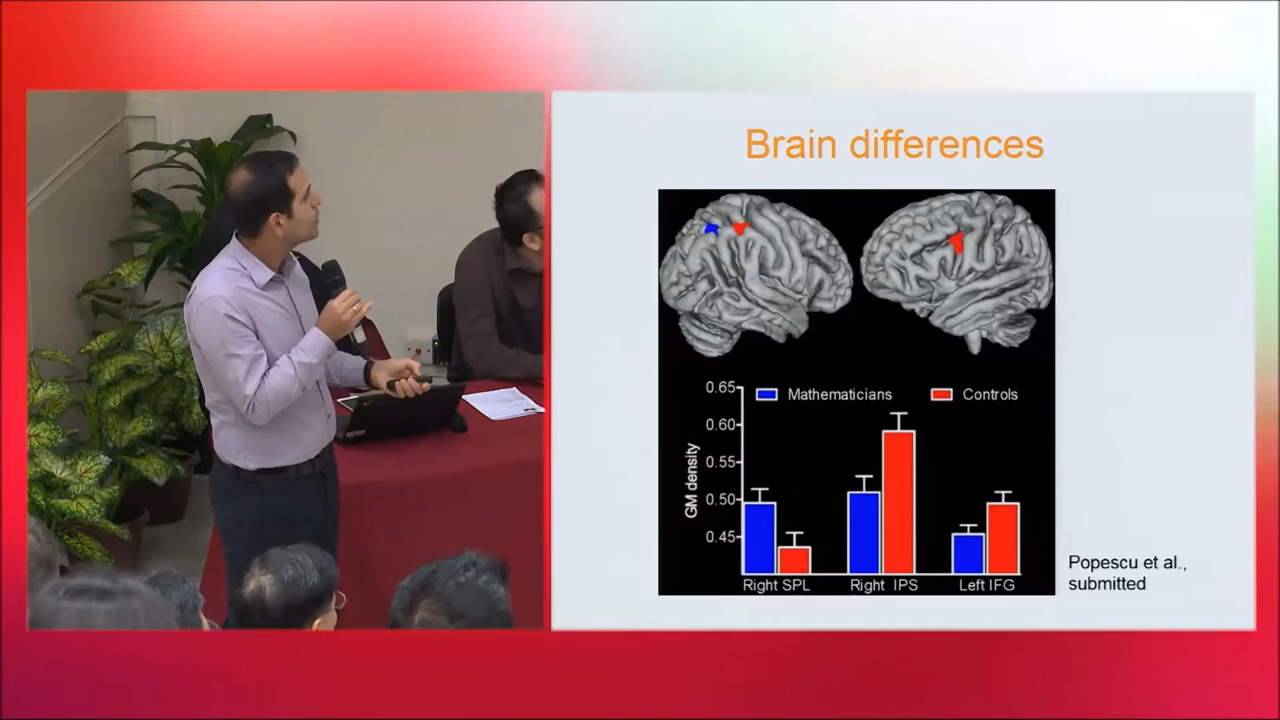 Brain differences
0.65
Mathematicians
Controls
0.60
0.55
0.50
0.45
GM density
Right SPL
Right IPS
Left IFG
Popescu et al.,
submitted